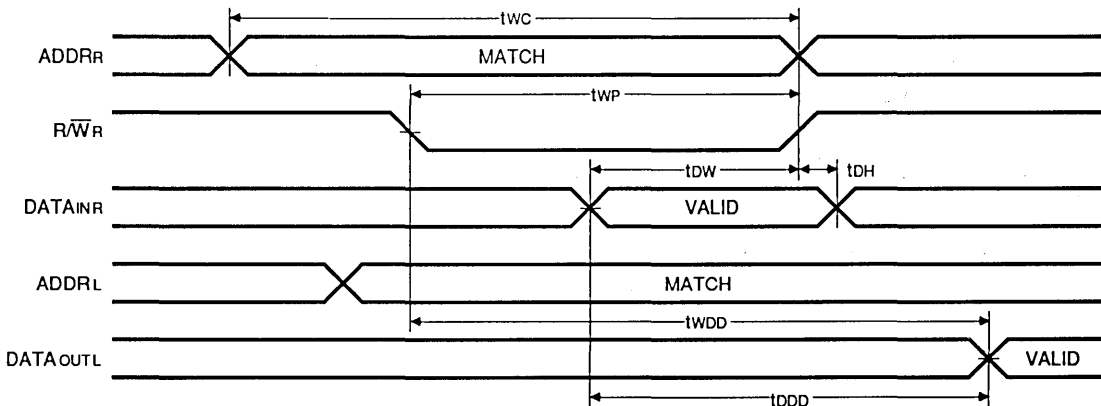 tWC
ADDRR MATCH
tWP
R/W̅R
tDW tDH
DATAINR VALID
ADDRL MATCH
tWDD
DATAOUTL VALID
tDDD